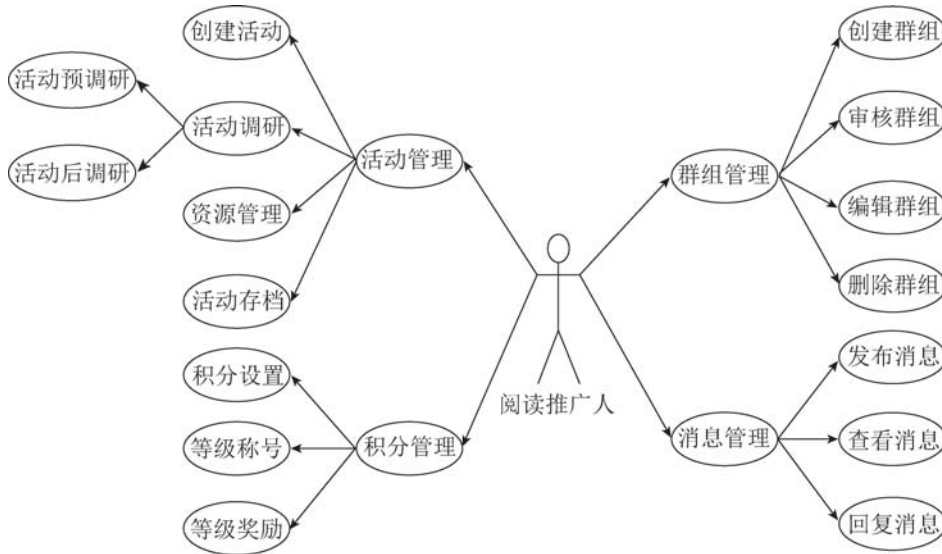 创建活动
活动预调研
活动调研
活动后调研
活动管理
资源管理
活动存档
积分设置
等级称号
积分管理
等级奖励
阅读推广人
创建群组
审核群组
群组管理
编辑群组
删除群组
发布消息
消息管理
查看消息
回复消息